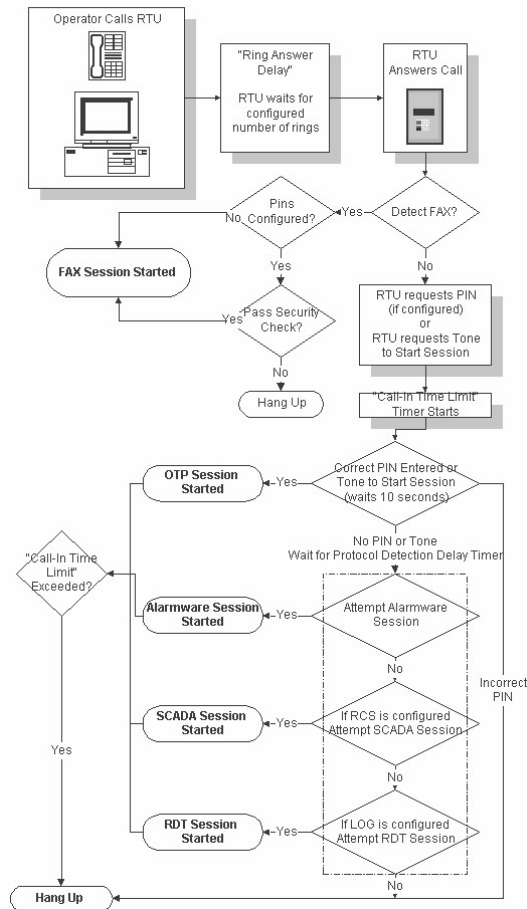 Operator Calls RTU
"Ring Answer
Delay"
RTU waits for
configured
number of rings
RTU
Answers Call
Pins
Configured?
No
Yes
Detect FAX?
FAX Session Started
Yes
No
Pass Security
Check?
Yes
No
Hang Up
RTU requests PIN
(if configured)
or
RTU requests Tone
to Start Session
"Call-In Time Limit"
Timer Starts
OTP Session
Started
Yes
Correct PIN Entered or
Tone to Start Session
(waits 10 seconds)
No PIN or Tone
Wait for Protocol Detection Delay Timer
"Call-In Time
Limit"
Exceeded?
Alarmware Session
Started
Yes
Attempt Alarmware
Session
No
Incorrect
PIN
SCADA Session
Started
Yes
If RCS is configured
Attempt SCADA Session
Yes
No
RDT Session
Started
Yes
If LOG is configured
Attempt RDT Session
No
Hang Up